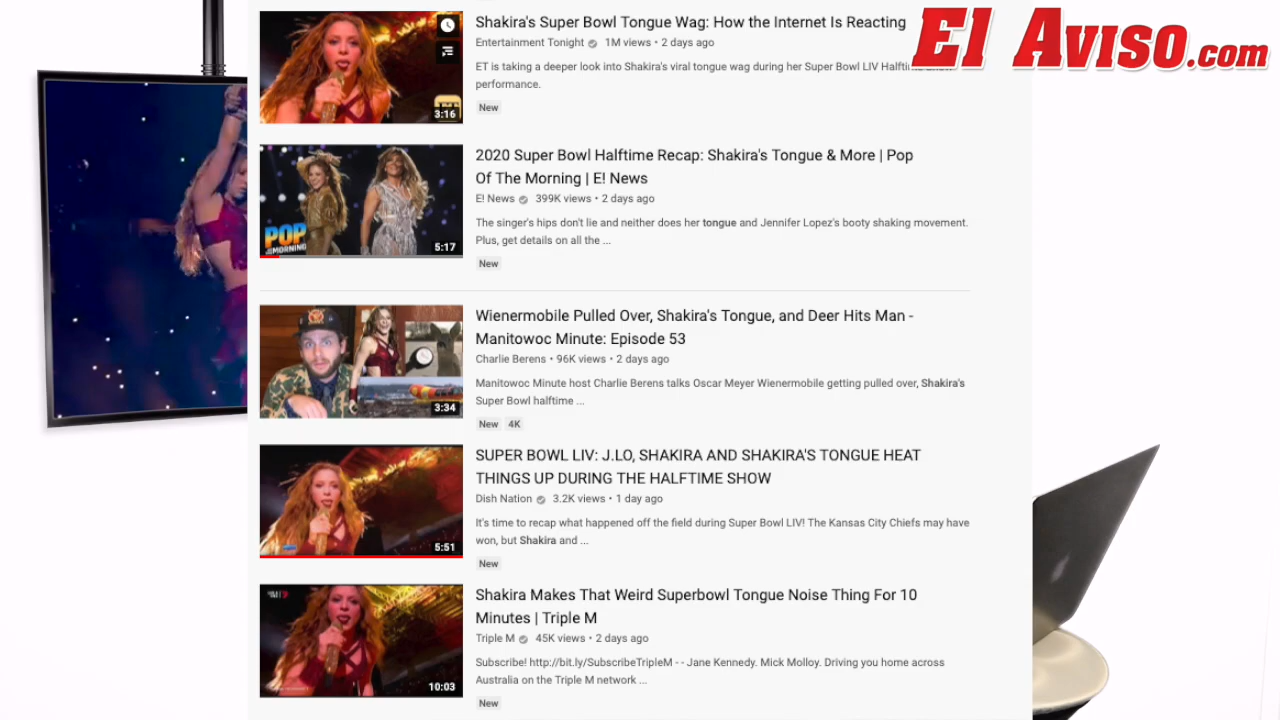 El Aviso.com
Shakira's Super Bowl Tongue Wag: How the Internet Is Reacting
Entertainment Tonight 1M views • 2 days ago
ET is taking a deeper look into Shakira's viral tongue wag during her Super Bowl LIV Halftime Show
performance.
New
3:16
2020 Super Bowl Halftime Recap: Shakira's Tongue & More | Pop
Of The Morning | E! News
E! News 399K views • 2 days ago
The singer's hips don't lie and neither does her tongue and Jennifer Lopez's booty shaking movement.
Plus, get details on all the ...
New
POP
MORNING
5:17
Wienermobile Pulled Over, Shakira's Tongue, and Deer Hits Man -
Manitowoc Minute: Episode 53
Charlie Berens • 96K views • 2 days ago
Manitowoc Minute host Charlie Berens talks Oscar Meyer Wienermobile getting pulled over, Shakira's
Super Bowl halftime ...
New 4K
3:34
SUPER BOWL LIV: J.LO, SHAKIRA AND SHAKIRA'S TONGUE HEAT
THINGS UP DURING THE HALFTIME SHOW
Dish Nation 3.2K views • 1 day ago
It's time to recap what happened off the field during Super Bowl LIV! The Kansas City Chiefs may have
won, but Shakira and ...
New
5:51
Shakira Makes That Weird Superbowl Tongue Noise Thing For 10
Minutes | Triple M
Triple M 45K views • 2 days ago
Subscribe! http://bit.ly/SubscribeTripleM - - Jane Kennedy. Mick Molloy. Driving you home across
Australia on the Triple M network ...
New
10:03